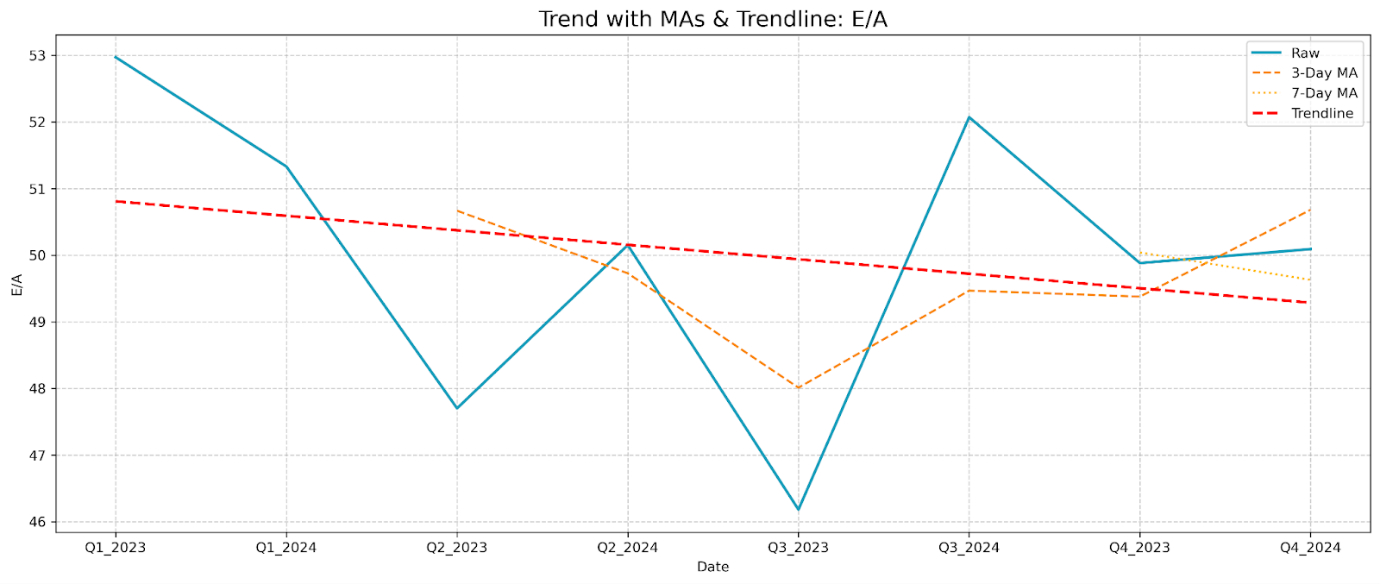 Trend with MAs & Trendline: E/A
53
52
51
50
49
48
47
46
E/A
Raw
3-Day MA
7-Day MA
Trendline
Q1_2023 Q1_2024 Q2_2023 Q2_2024 Q3_2023 Q3_2024 Q4_2023 Q4_2024
Date